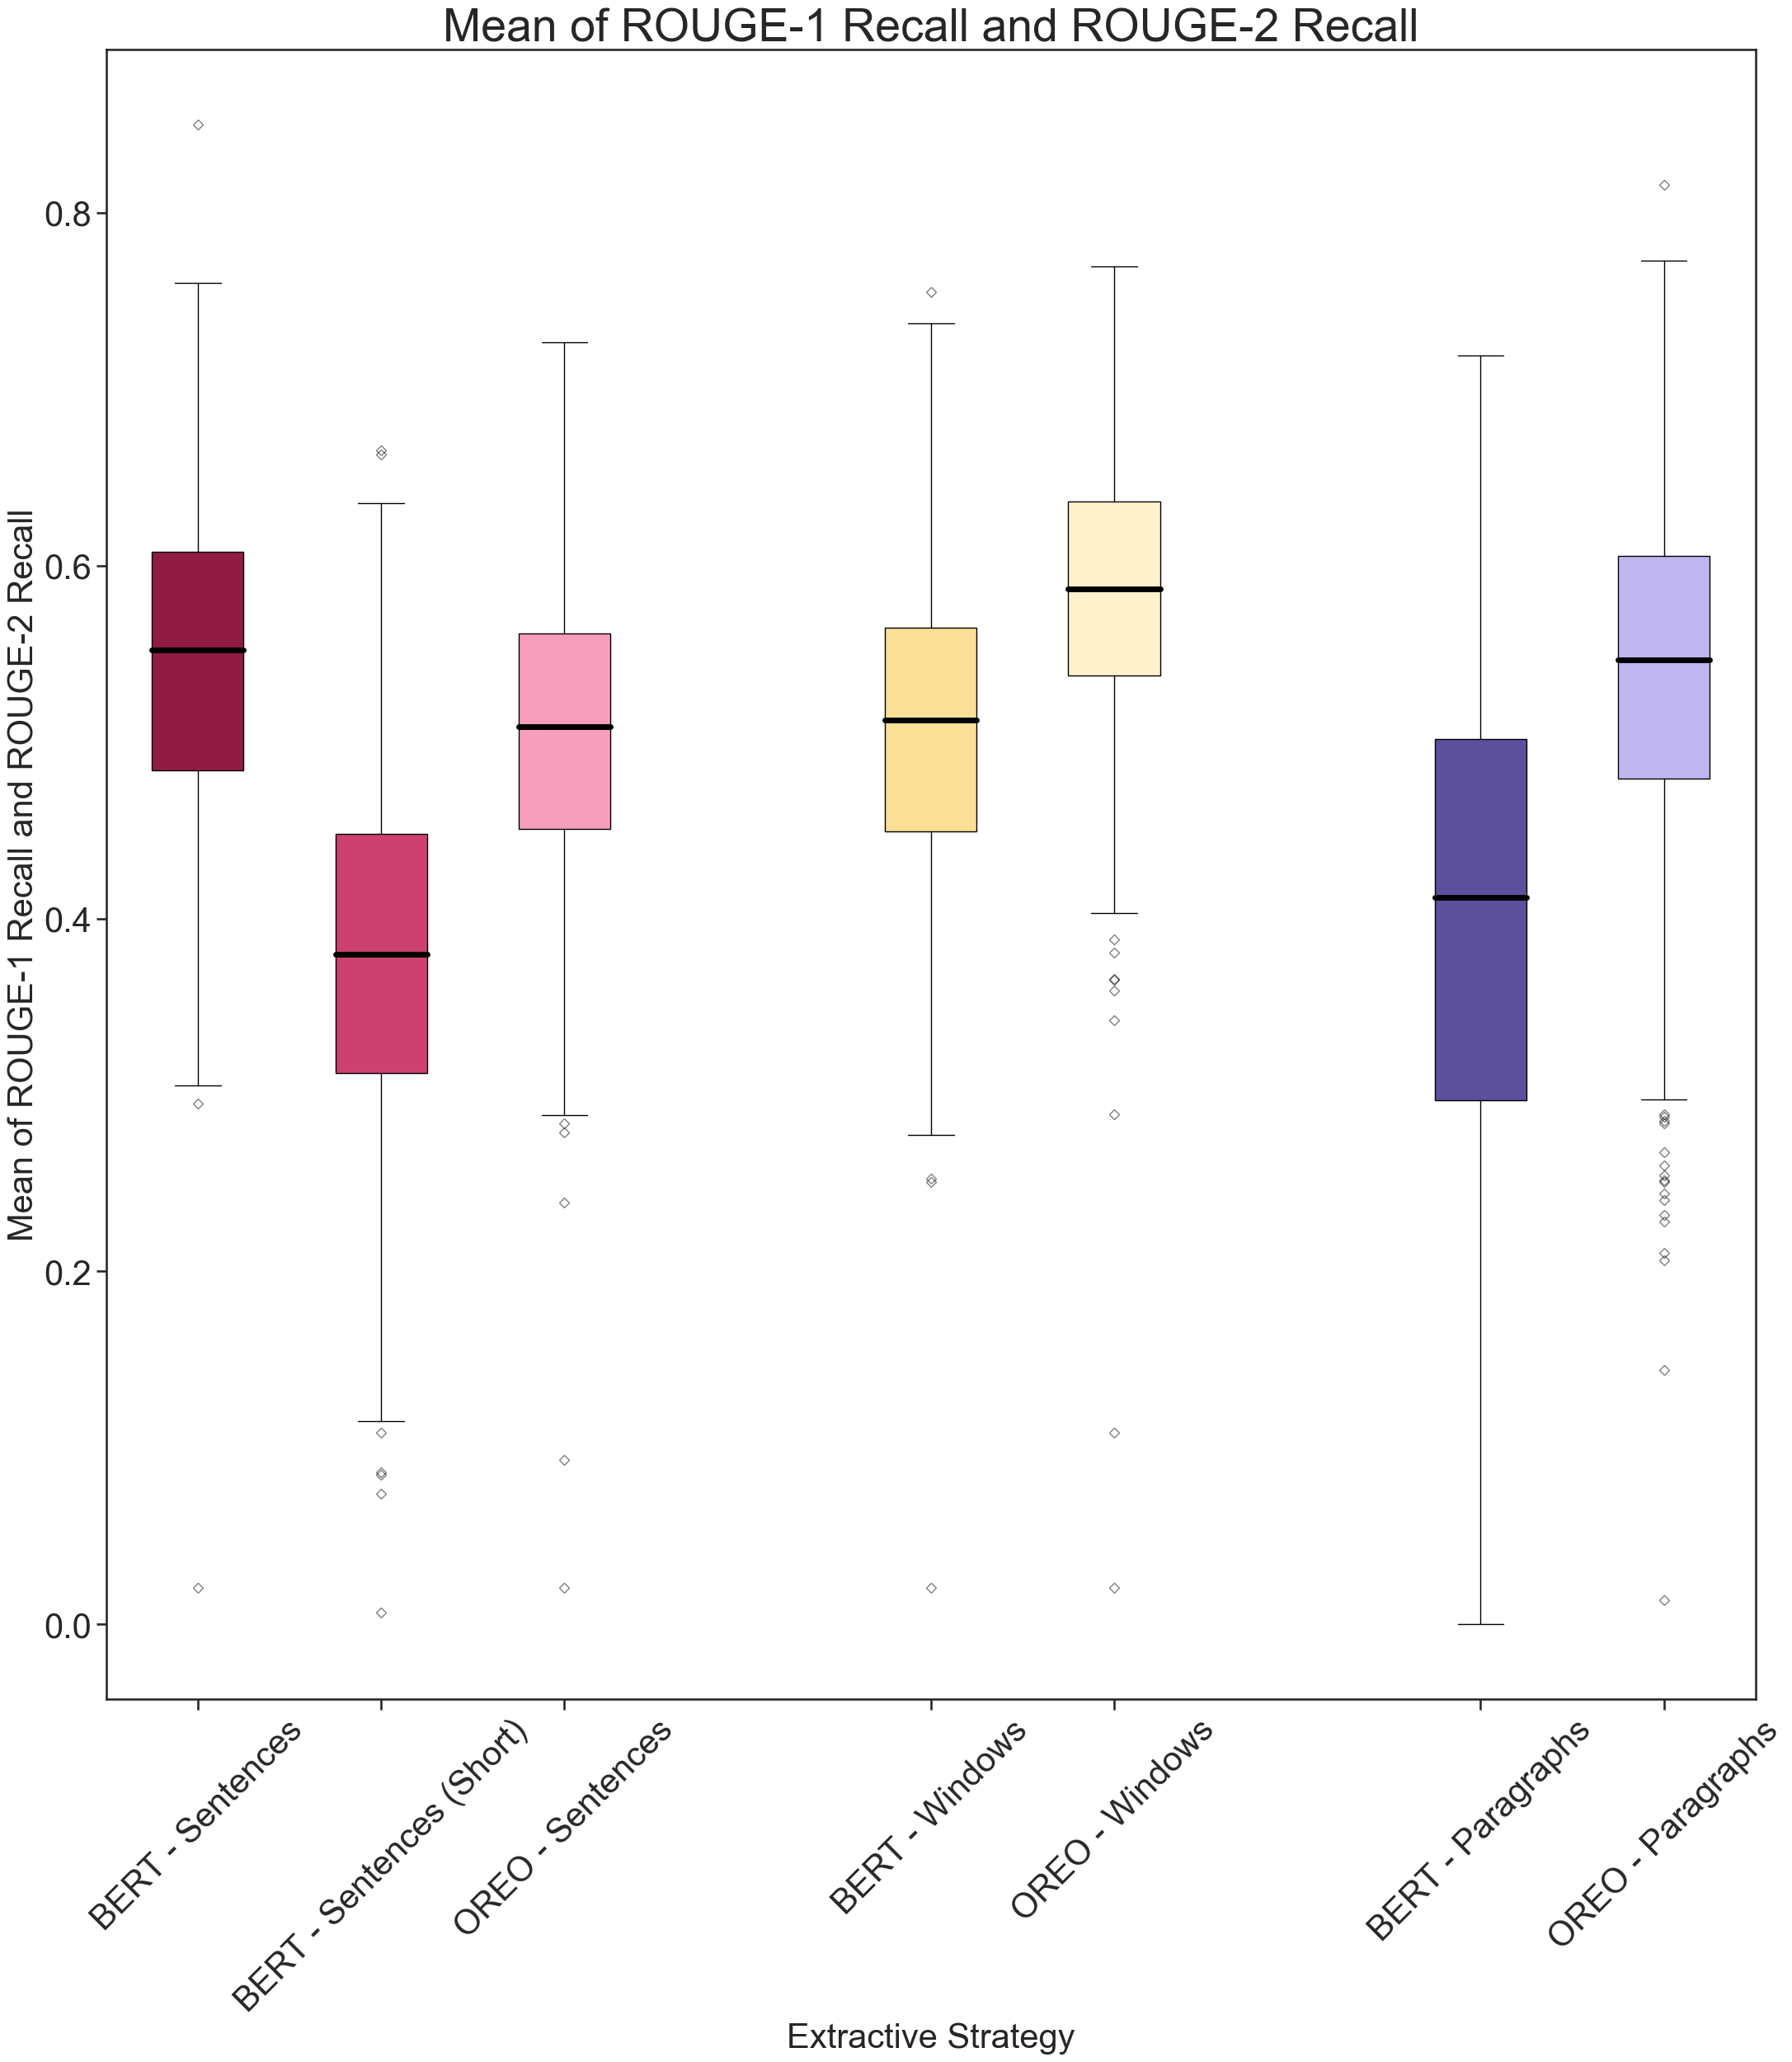 Mean of ROUGE-1 Recall and ROUGE-2 Recall
Mean of ROUGE-1 Recall and ROUGE-2 Recall
0.8
0.6
0.4
0.2
0.0
BERT - Sentences
BERT - Sentences (Short)
OREO - Sentences
BERT - Windows
OREO - Windows
BERT - Paragraphs
OREO - Paragraphs
Extractive Strategy